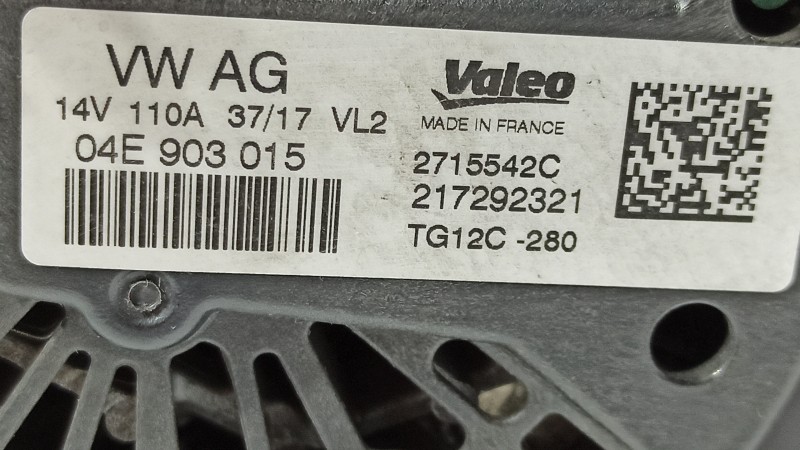 VW AG
14V 110A 37/17 VL2
04E 903 015
Valeo
MADE IN FRANCE
2715542C
217292321
TG12C -280